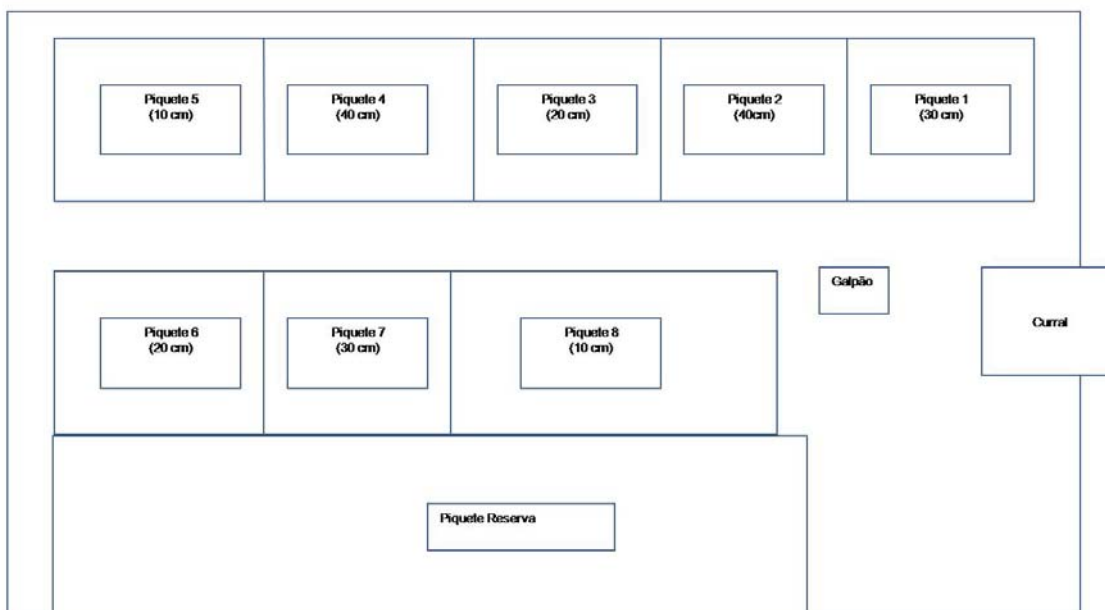 Piquete 5
(10 cm)
Piquete 4
(40 cm)
Piquete 3
(20 cm)
Piquete 2
(40cm)
Piquete 1
(30 cm)
Galpão
Curral
Piquete 6
(20 cm)
Piquete 7
(30 cm)
Piquete 8
(10 cm)
Piquete Reserva